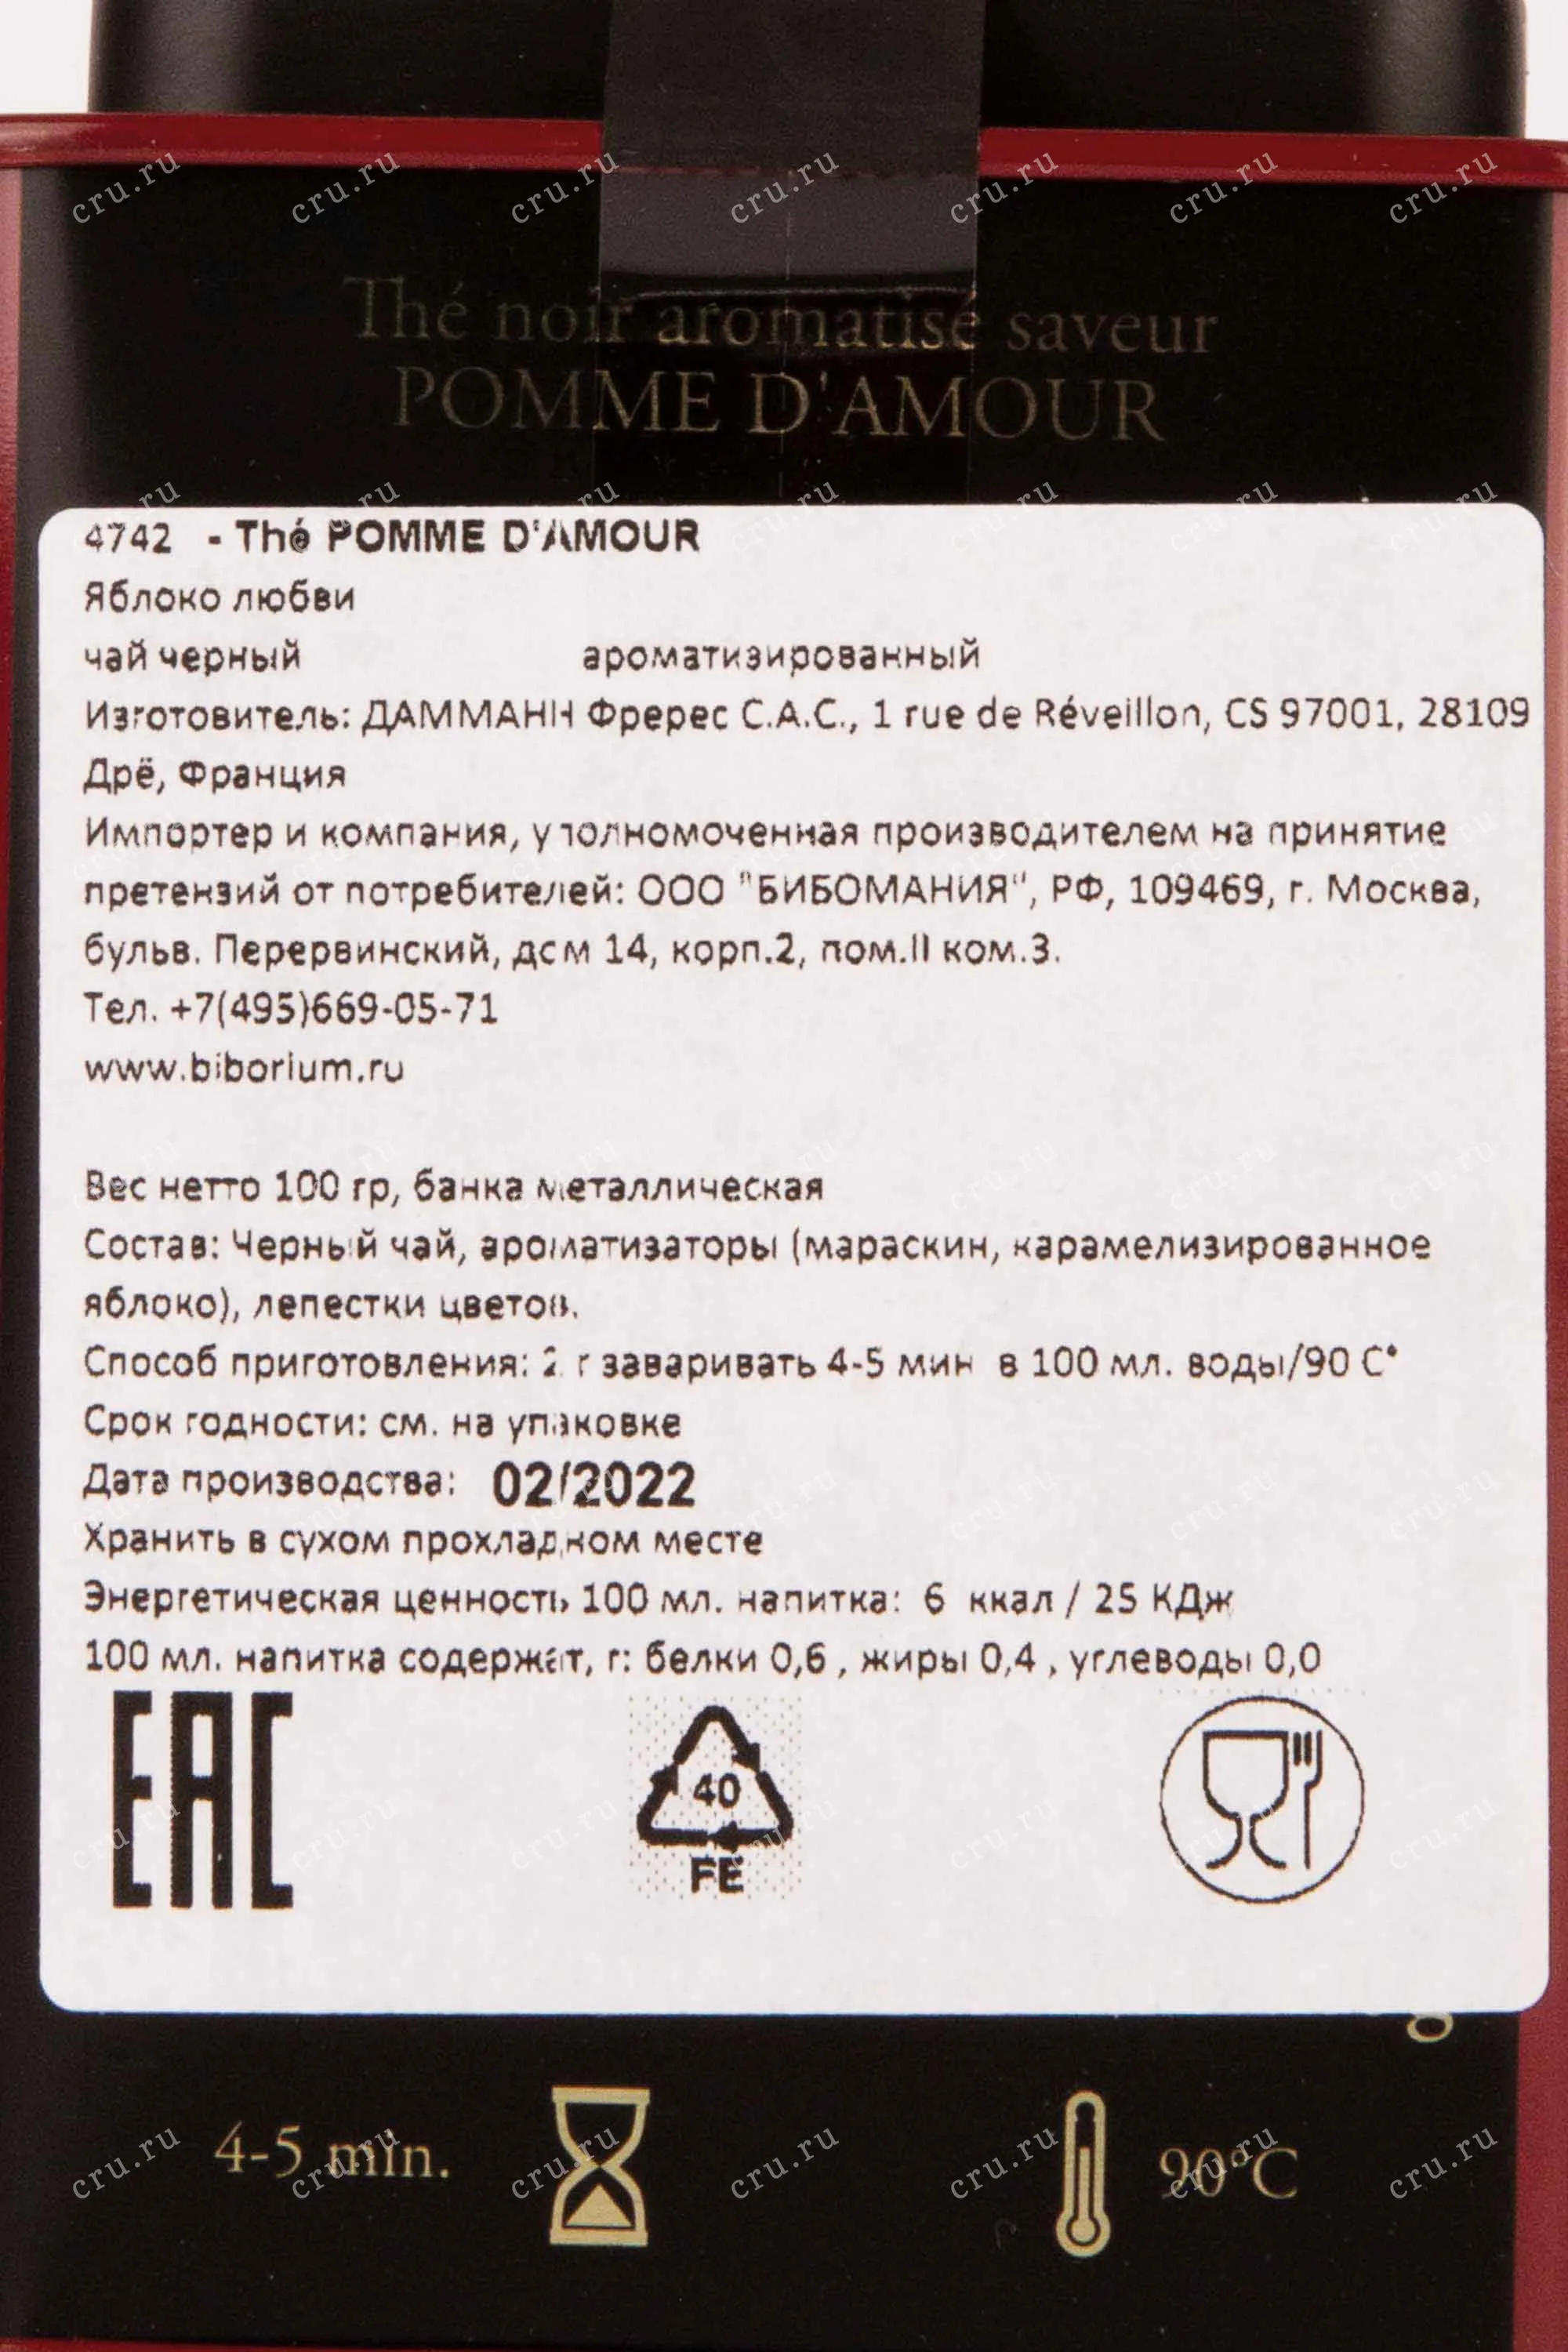 Thé noir aromatisé saveur
POMME D'AMOUR
4742 - Thé POMME D'AMOUR
Яблоко любви
чай черный ароматизированный
Изготовитель: ДАММАНН Фререс С.А.С., 1 rue de Réveillon, CS 97001, 28109
Дрё, Франция
Импортер и компания, уполномоченная производителем на принятие
претензий от потребителей: ООО "БИБОМАНИЯ", РФ, 109469, г. Москва,
бульв. Перервинский, дом 14, корп.2, пом.II ком.3.
Тел. +7(495)669-05-71
www.biborium.ru
Вес нетто 100 гр, банка металлическая
Состав: Черный чай, ароматизаторы (мараскин, карамелизированное
яблоко), лепестки цветов.
Способ приготовления: 2 г заваривать 4-5 мин в 100 мл. воды/90 С°
Срок годности: см. на упаковке
Дата производства: 02/2022
Хранить в сухом прохладном месте
Энергетическая ценность 100 мл. напитка: 6 ккал / 25 КДж
100 мл. напитка содержат, г: белки 0,6 , жиры 0,4 , углеводы 0,0
EAC
40
FE
4-5 min.
90°C
cru.ru